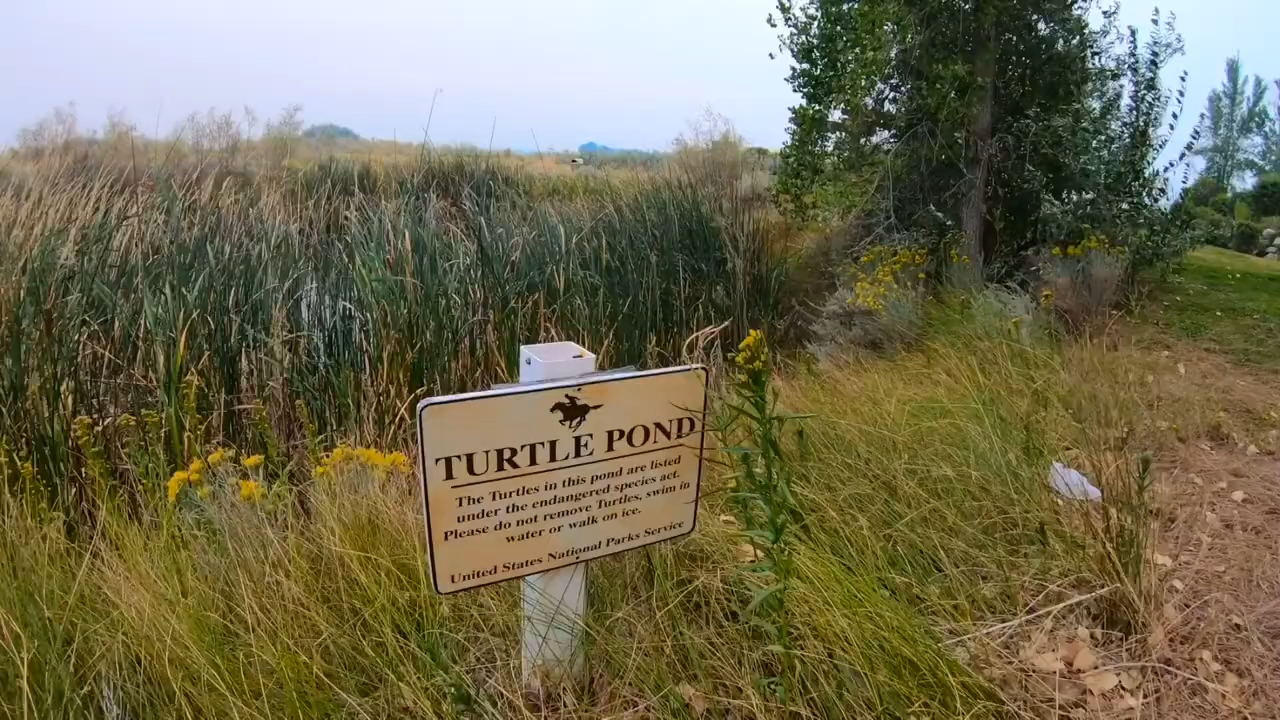 TURTLE POND
The Turtles in this pond are listed
under the endangered species act.
Please do not remove Turtles, swim in
water or walk on ice.
United States National Parks Service